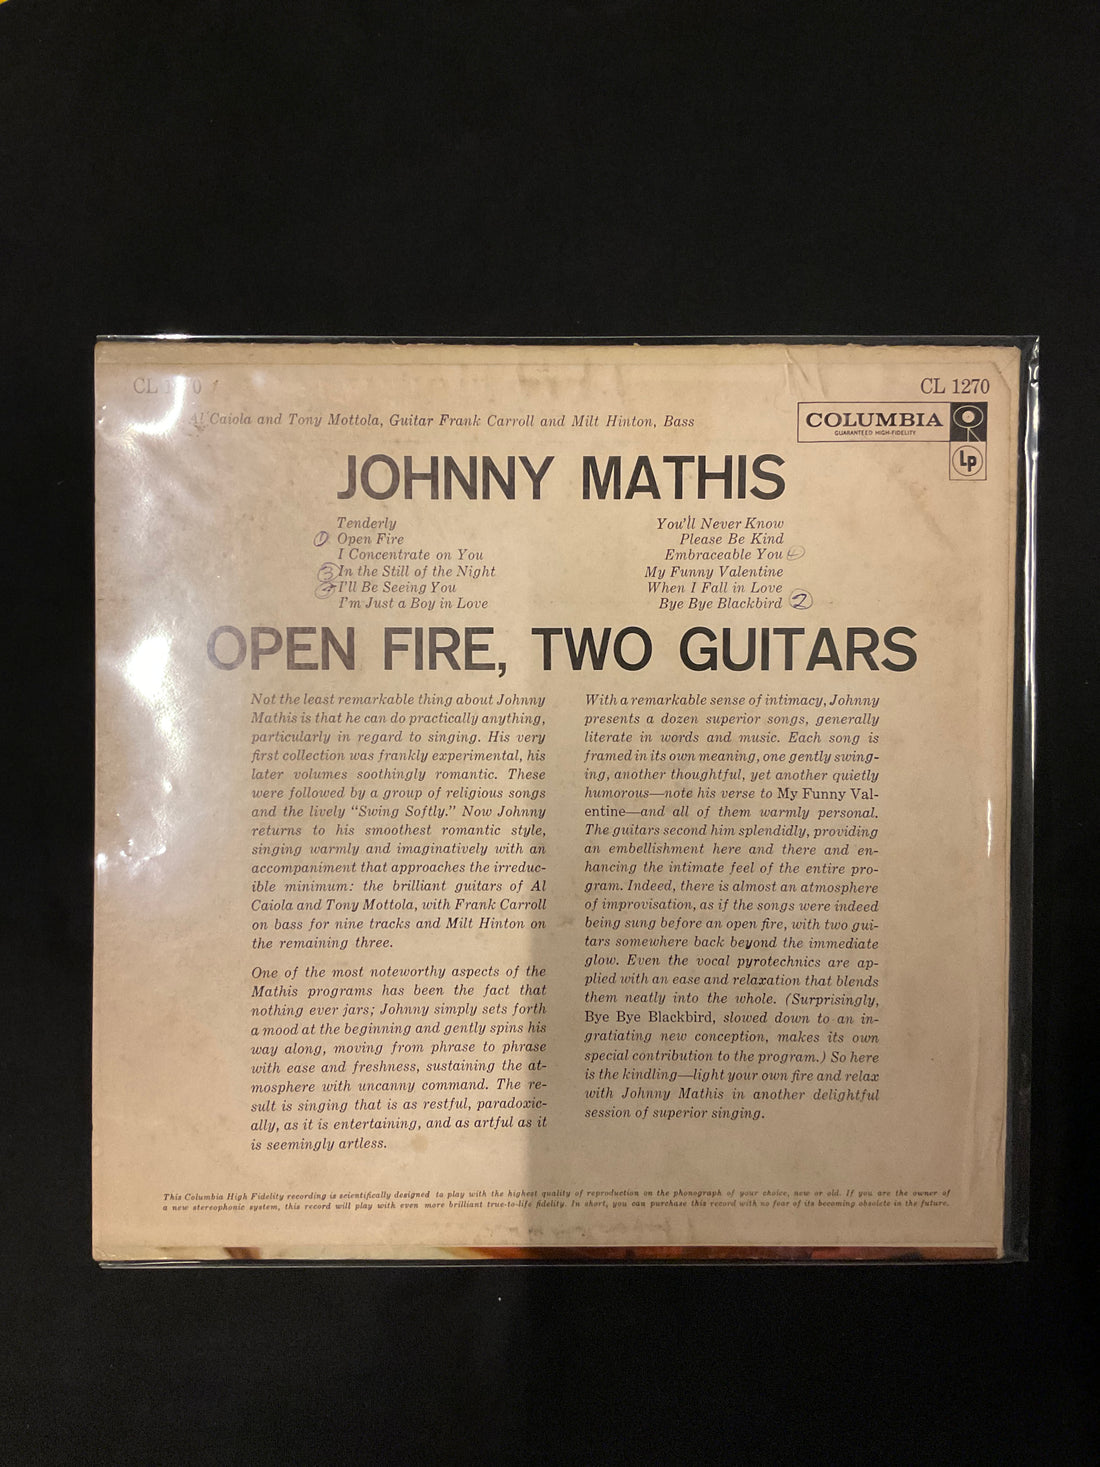 CL 1270
CL 1270
Al Caiola and Tony Mottola, Guitar Frank Carroll and Milt Hinton, Bass
COLUMBIA
GUARANTEED HIGH-FIDELITY
Lp
JOHNNY MATHIS
Tenderly
① Open Fire
I Concentrate on You
③ In the Still of the Night
I'll Be Seeing You
I'm Just a Boy in Love
You'll Never Know
Please Be Kind
Embraceable You ④
My Funny Valentine
When I Fall in Love
Bye Bye Blackbird ②
OPEN FIRE, TWO GUITARS
Not the least remarkable thing about Johnny
Mathis is that he can do practically anything,
particularly in regard to singing. His very
first collection was frankly experimental, his
later volumes soothingly romantic. These
were followed by a group of religious songs
and the lively "Swing Softly." Now Johnny
returns to his smoothest romantic style,
singing warmly and imaginatively with an
accompaniment that approaches the irreduc-
ible minimum: the brilliant guitars of Al
Caiola and Tony Mottola, with Frank Carroll
on bass for nine tracks and Milt Hinton on
the remaining three.
One of the most noteworthy aspects of the
Mathis programs has been the fact that
nothing ever jars; Johnny simply sets forth
a mood at the beginning and gently spins his
way along, moving from phrase to phrase
with ease and freshness, sustaining the at-
mosphere with uncanny command. The re-
sult is singing that is as restful, paradoxic-
ally, as it is entertaining, and as artful as it
is seemingly artless.
With a remarkable sense of intimacy, Johnny
presents a dozen superior songs, generally
literate in words and music. Each song is
framed in its own meaning, one gently swing-
ing, another thoughtful, yet another quietly
humorous—note his verse to My Funny Val-
entine—and all of them warmly personal.
The guitars second him splendidly, providing
an embellishment here and there and en-
hancing the intimate feel of the entire pro-
gram. Indeed, there is almost an atmosphere
of improvisation, as if the songs were indeed
being sung before an open fire, with two gui-
tars somewhere back beyond the immediate
glow. Even the vocal pyrotechnics are ap-
plied with an ease and relaxation that blends
them neatly into the whole. (Surprisingly,
Bye Bye Blackbird, slowed down to an in-
gratiating new conception, makes its own
special contribution to the program.) So here
is the kindling—light your own fire and relax
with Johnny Mathis in another delightful
session of superior singing.
This Columbia High Fidelity recording is scientifically designed to play with the highest quality of reproduction on the phonograph of your choice, new or old. If you are the owner of
a new stereophonic system, this record will play with even more brilliant true-to-life fidelity. In short, you can purchase this record with no fear of its becoming obsolete in the future.